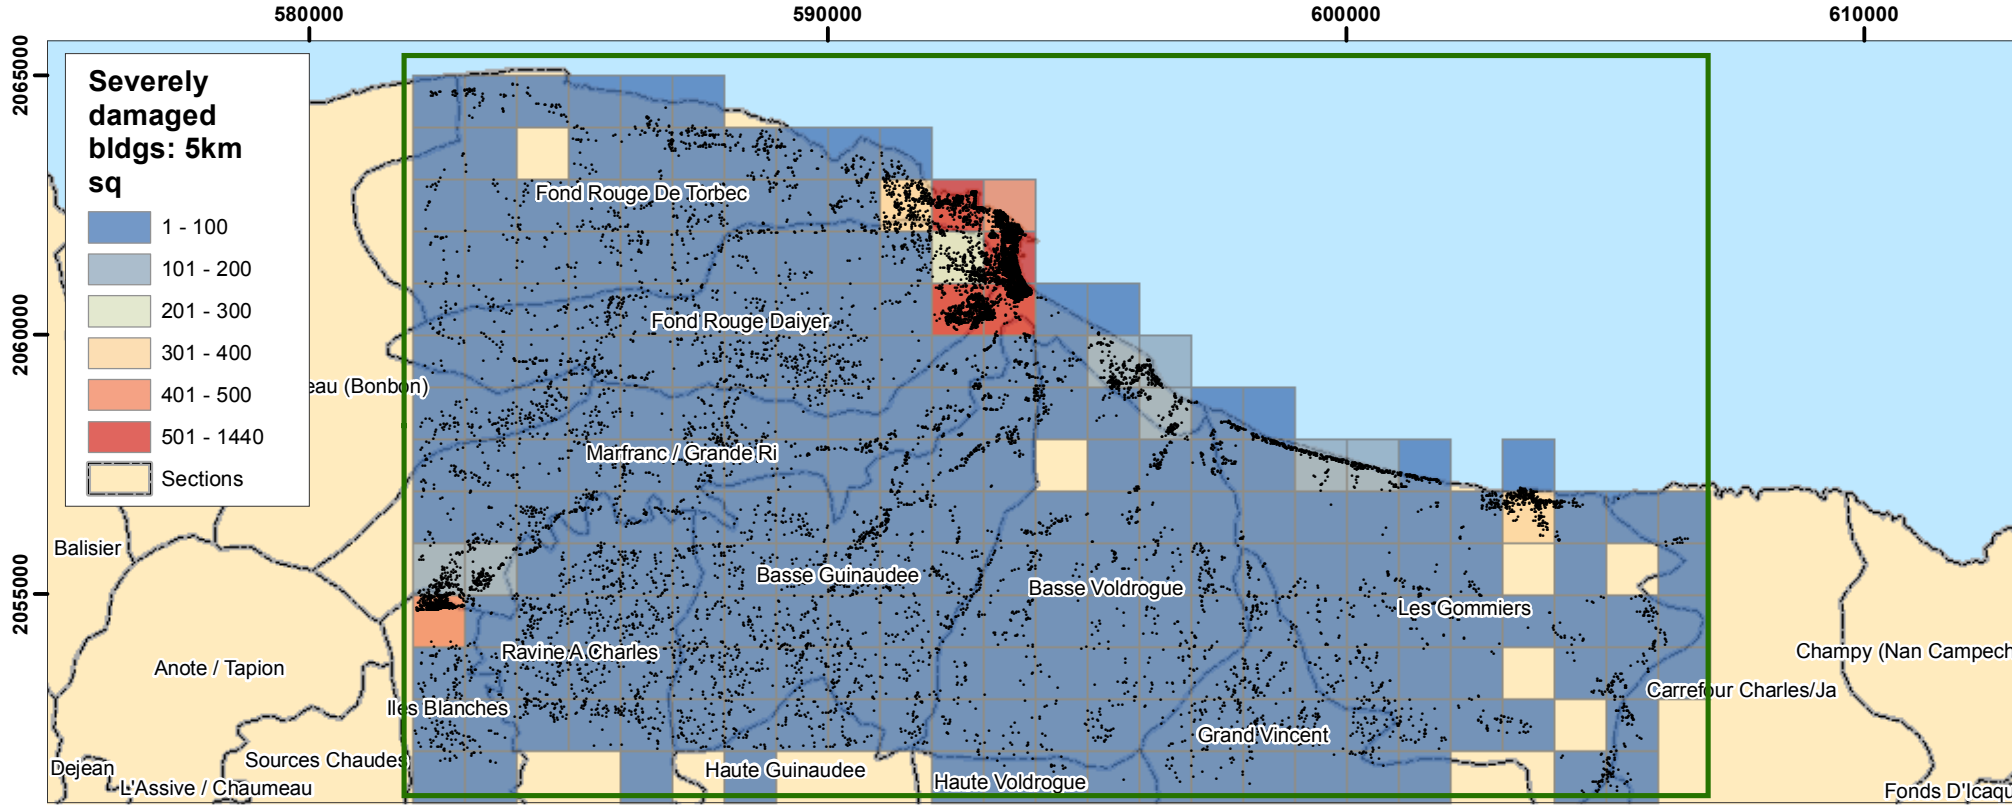 580000
590000
600000
610000
2065000
2060000
2055000
Severely
damaged
bldgs: 5km
sq
1 - 100
101 - 200
201 - 300
301 - 400
401 - 500
501 - 1440
Sections
Fond Rouge De Torbec
Fond Rouge Daiyer
eau (Bonbon)
Marfranc / Grande Ri
Balisier
Basse Guinaudee
Basse Voldrogue
Les Gommiers
Anote / Tapion
Ravine A Charles
Champy (Nan Campech
Carrefour Charles/Ja
Iles Blanches
Grand Vincent
Sources Chaudes
Dejean
Haute Guinaudee
Haute Voldrogue
L'Assive / Chaumeau
Fonds D'Icaqu